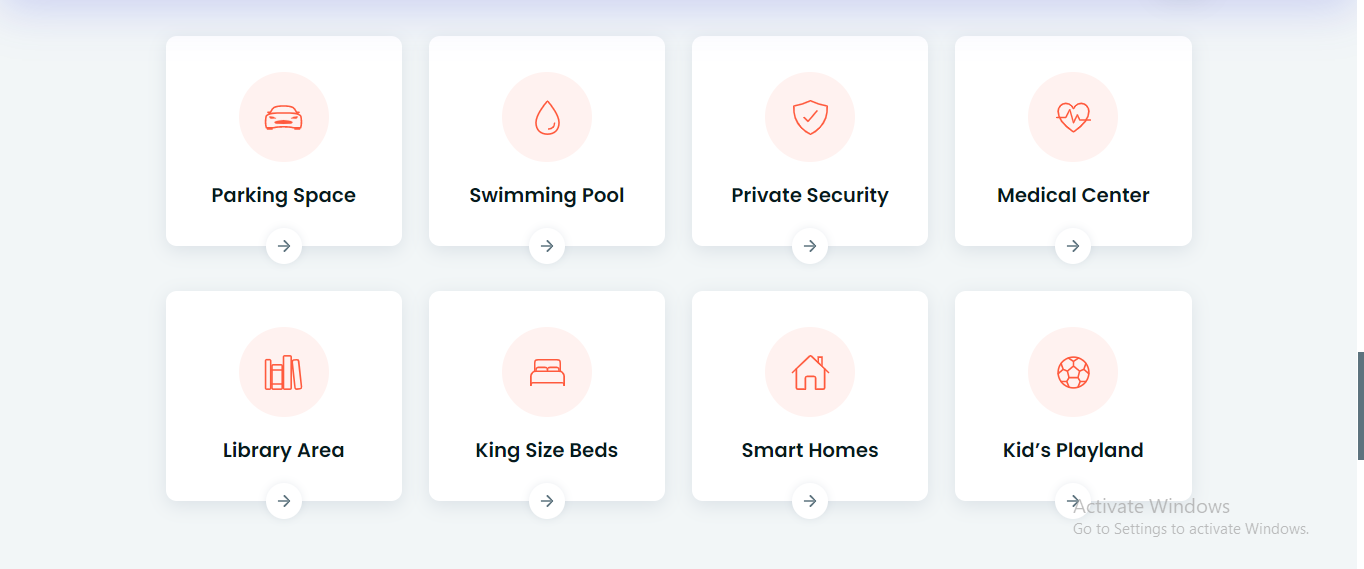 Parking Space
Swimming Pool
Private Security
Medical Center
Library Area
King Size Beds
Smart Homes
Kid’s Playland
Activate Windows
Go to Settings to activate Windows.